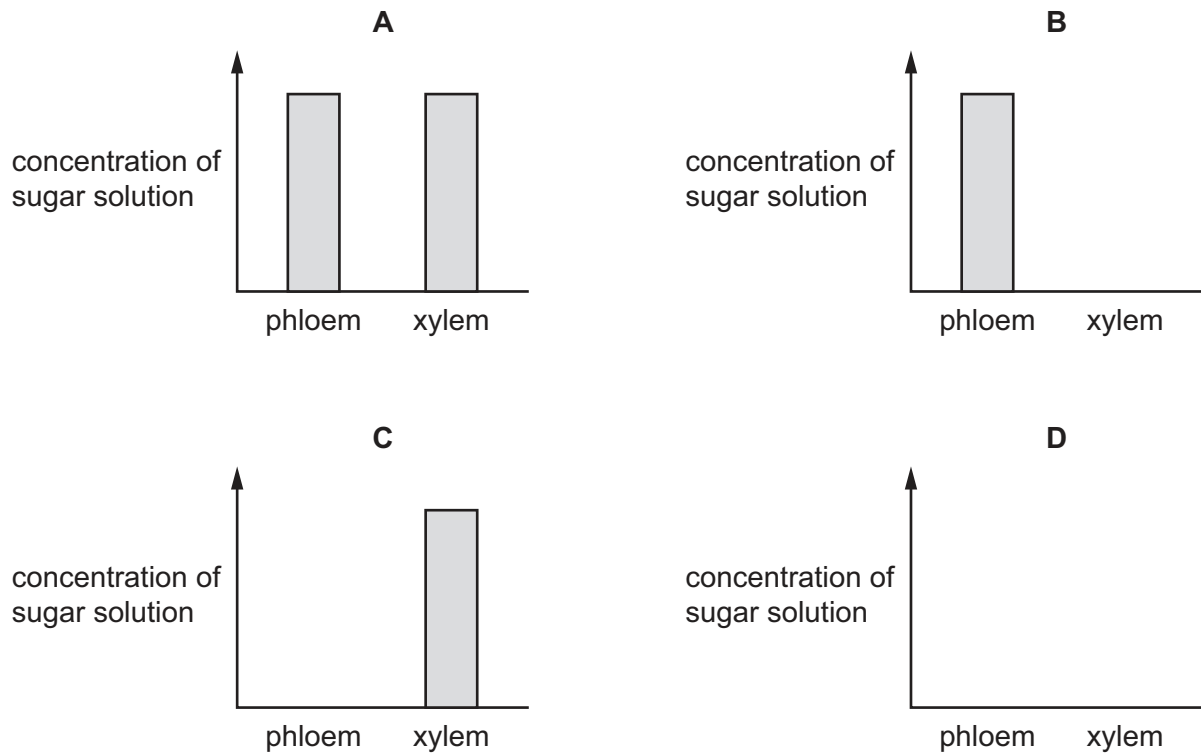 A
concentration of
sugar solution
phloem xylem
B
concentration of
sugar solution
phloem xylem
C
concentration of
sugar solution
phloem xylem
D
concentration of
sugar solution
phloem xylem